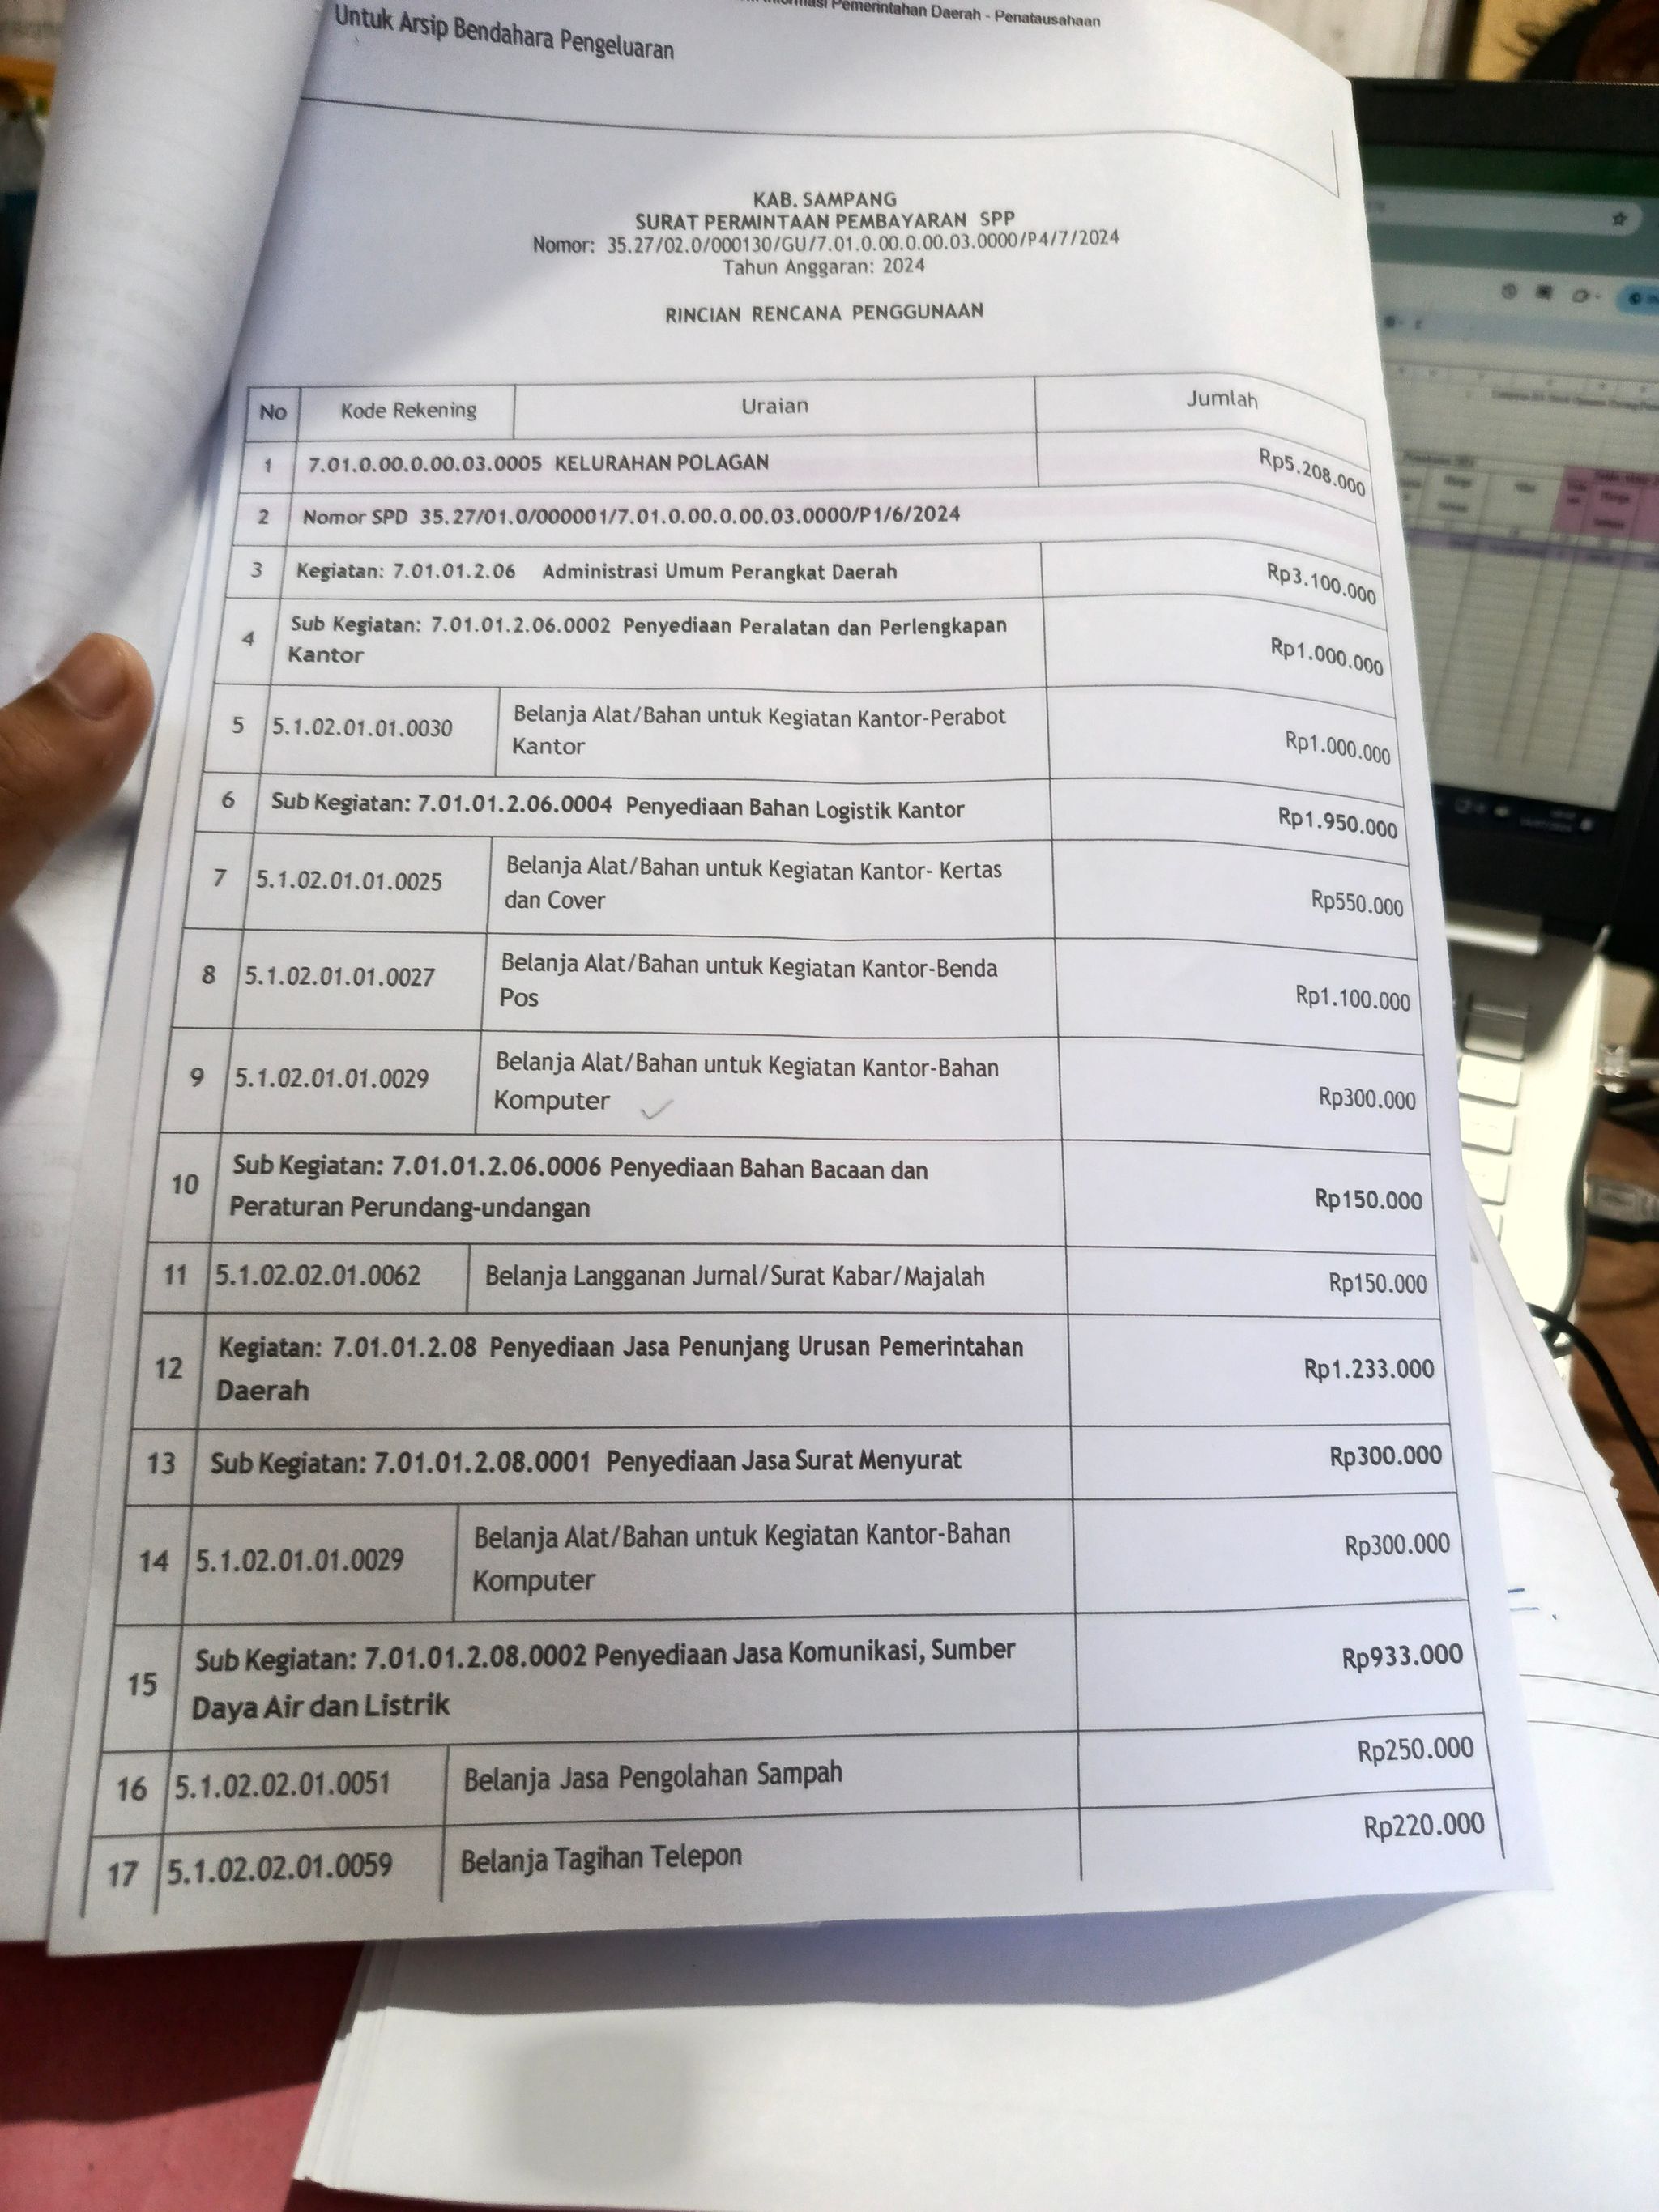 Informasi Pemerintahan Daerah - Penatausahaan
Untuk Arsip Bendahara Pengeluaran
KAB. SAMPANG
SURAT PERMINTAAN PEMBAYARAN SPP
Nomor: 35.27/02.0/000130/GU/7.01.0.00.0.00.03.0000/P4/7/2024
Tahun Anggaran: 2024
RINCIAN RENCANA PENGGUNAAN
No Kode Rekening Uraian Jumlah
1 7.01.0.00.0.00.03.0005 KELURAHAN POLAGAN Rp5.208.000
2 Nomor SPD 35.27/01.0/000001/7.01.0.00.0.00.03.0000/P1/6/2024
3 Kegiatan: 7.01.01.2.06 Administrasi Umum Perangkat Daerah Rp3.100.000
4 Sub Kegiatan: 7.01.01.2.06.0002 Penyediaan Peralatan dan Perlengkapan
Kantor Rp1.000.000
5 5.1.02.01.01.0030 Belanja Alat/Bahan untuk Kegiatan Kantor-Perabot
Kantor Rp1.000.000
6 Sub Kegiatan: 7.01.01.2.06.0004 Penyediaan Bahan Logistik Kantor Rp1.950.000
7 5.1.02.01.01.0025 Belanja Alat/Bahan untuk Kegiatan Kantor- Kertas
dan Cover Rp550.000
8 5.1.02.01.01.0027 Belanja Alat/Bahan untuk Kegiatan Kantor-Benda
Pos Rp1.100.000
9 5.1.02.01.01.0029 Belanja Alat/Bahan untuk Kegiatan Kantor-Bahan
Komputer Rp300.000
10 Sub Kegiatan: 7.01.01.2.06.0006 Penyediaan Bahan Bacaan dan
Peraturan Perundang-undangan Rp150.000
11 5.1.02.02.01.0062 Belanja Langganan Jurnal/Surat Kabar/Majalah Rp150.000
12 Kegiatan: 7.01.01.2.08 Penyediaan Jasa Penunjang Urusan Pemerintahan
Daerah Rp1.233.000
13 Sub Kegiatan: 7.01.01.2.08.0001 Penyediaan Jasa Surat Menyurat Rp300.000
14 5.1.02.01.01.0029 Belanja Alat/Bahan untuk Kegiatan Kantor-Bahan
Komputer Rp300.000
15 Sub Kegiatan: 7.01.01.2.08.0002 Penyediaan Jasa Komunikasi, Sumber
Daya Air dan Listrik Rp933.000
16 5.1.02.02.01.0051 Belanja Jasa Pengolahan Sampah Rp250.000
17 5.1.02.02.01.0059 Belanja Tagihan Telepon Rp220.000